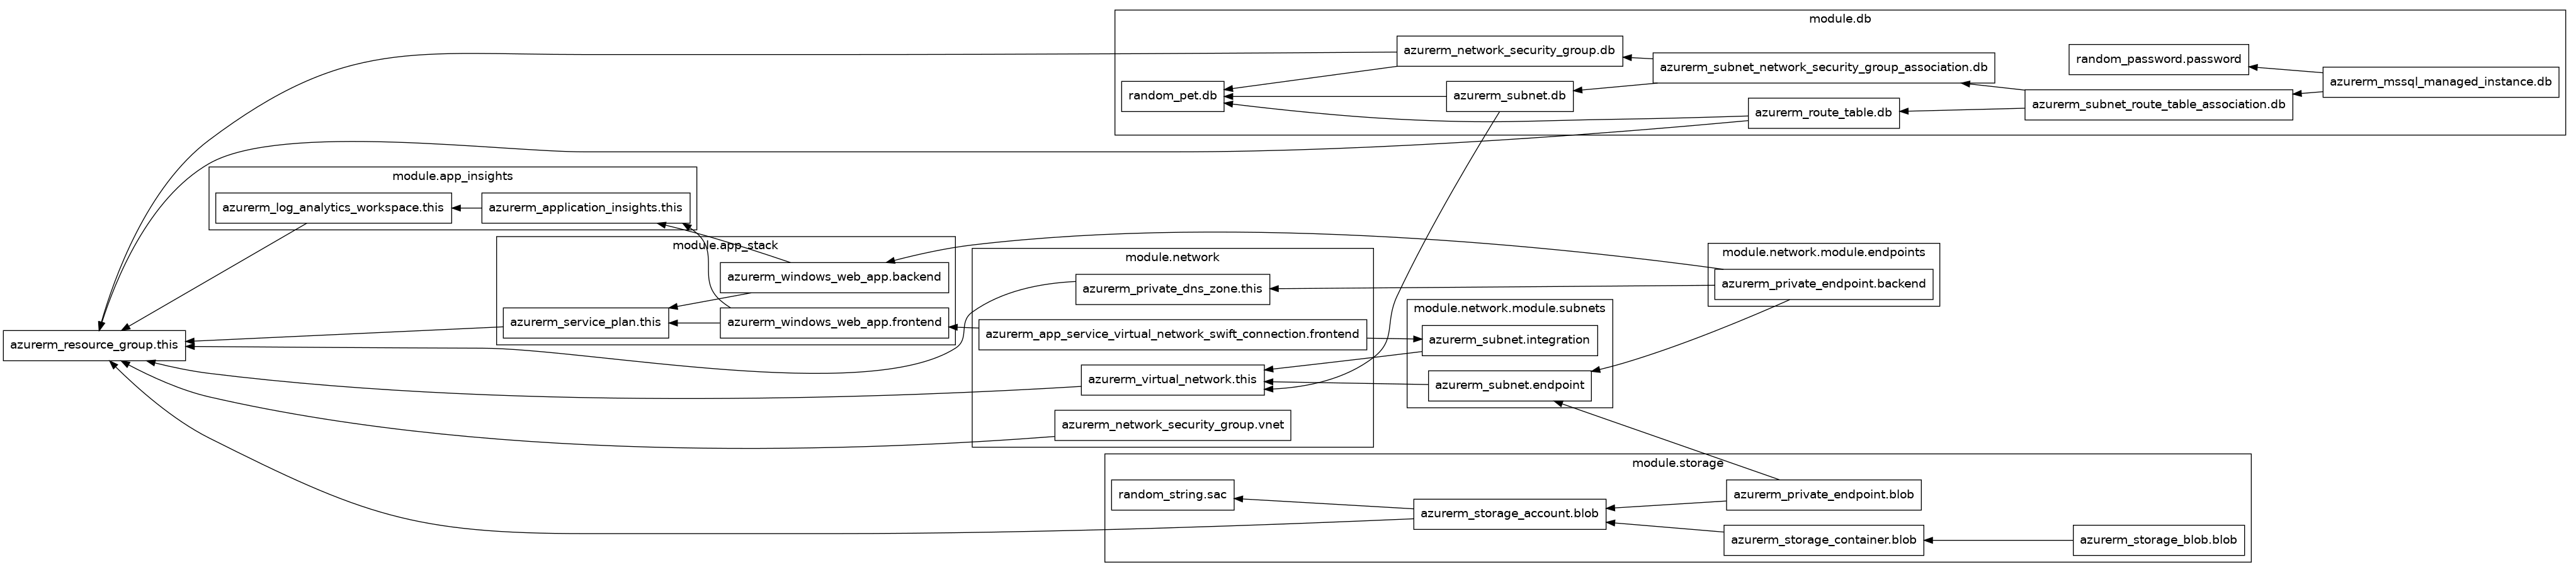 module.db
azurerm_network_security_group.db
random_password.password
azurerm_subnet_network_security_group_association.db
azurerm_mssql_managed_instance.db
random_pet.db
azurerm_subnet.db
azurerm_subnet_route_table_association.db
azurerm_route_table.db
module.app_insights
azurerm_log_analytics_workspace.this
azurerm_application_insights.this
module.app_stack
azurerm_windows_web_app.backend
azurerm_service_plan.this
azurerm_windows_web_app.frontend
azurerm_resource_group.this
module.network
azurerm_private_dns_zone.this
azurerm_app_service_virtual_network_swift_connection.frontend
azurerm_virtual_network.this
azurerm_network_security_group.vnet
module.network.module.endpoints
azurerm_private_endpoint.backend
module.network.module.subnets
azurerm_subnet.integration
azurerm_subnet.endpoint
module.storage
random_string.sac
azurerm_private_endpoint.blob
azurerm_storage_account.blob
azurerm_storage_container.blob
azurerm_storage_blob.blob